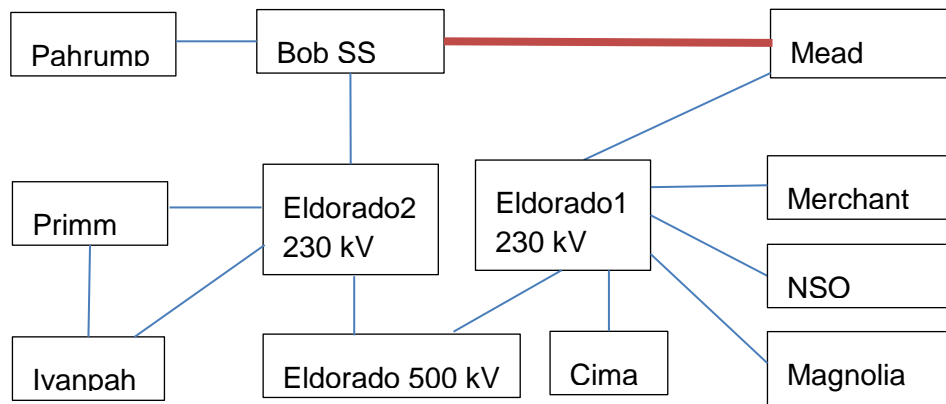 Pahrump
Bob SS
Mead
Primm
Eldorado2
230 kV
Eldorado1
230 kV
Merchant
NSO
Ivanpah
Eldorado 500 kV
Cima
Magnolia